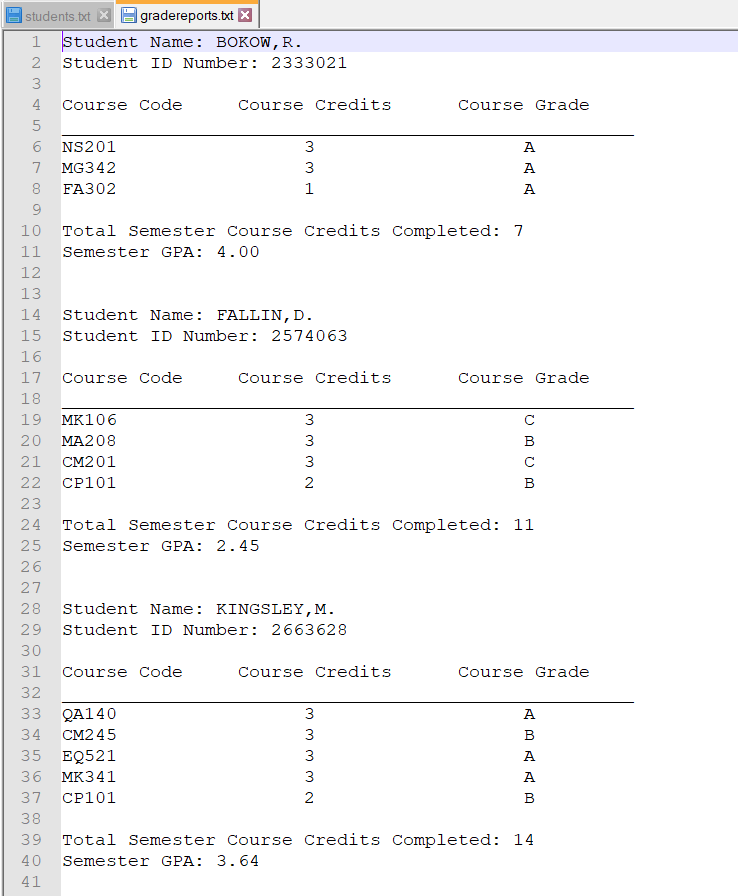 students.txt gradereports.txt
1 Student Name: BOKOW,R.
2 Student ID Number: 2333021
3
4 Course Code Course Credits Course Grade
5
6 NS201 3 A
7 MG342 3 A
8 FA302 1 A
9
10 Total Semester Course Credits Completed: 7
11 Semester GPA: 4.00
12
13
14 Student Name: FALLIN,D.
15 Student ID Number: 2574063
16
17 Course Code Course Credits Course Grade
18
19 MK106 3 C
20 MA208 3 B
21 CM201 3 C
22 CP101 2 B
23
24 Total Semester Course Credits Completed: 11
25 Semester GPA: 2.45
26
27
28 Student Name: KINGSLEY,M.
29 Student ID Number: 2663628
30
31 Course Code Course Credits Course Grade
32
33 QA140 3 A
34 CM245 3 B
35 EQ521 3 A
36 MK341 3 A
37 CP101 2 B
38
39 Total Semester Course Credits Completed: 14
40 Semester GPA: 3.64
41